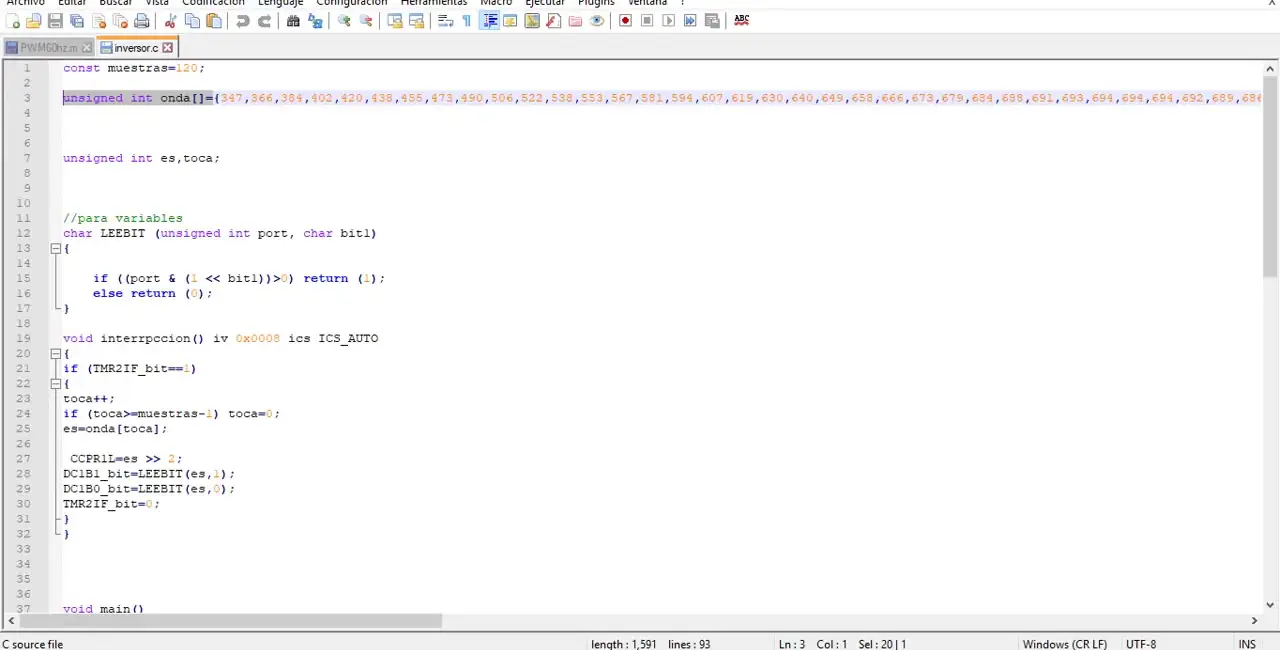 Archivo Editar Buscar Vista Codificación Lenguaje Configuración Herramientas Macro Ejecutar Plugins Ventana ? X
ABC
PWM60hz.m inversor.c
1 const muestras=120;
2
3 unsigned int onda[]={347,366,384,402,420,438,455,473,490,506,522,538,553,567,581,594,607,619,630,640,649,658,666,673,679,684,688,691,693,694,694,694,692,689,686
4
5
6
7 unsigned int es,toca;
8
9
10
11 //para variables
12 char LEEBIT (unsigned int port, char bit1)
13 {
14
15 if ((port & (1 << bit1))>0) return (1);
16 else return (0);
17 }
18
19 void interrpccion() iv 0x0008 ics ICS_AUTO
20 {
21 if (TMR2IF_bit==1)
22 {
23 toca++;
24 if (toca>=muestras-1) toca=0;
25 es=onda[toca];
26
27 CCPR1L=es >> 2;
28 DC1B1_bit=LEEBIT(es,1);
29 DC1B0_bit=LEEBIT(es,0);
30 TMR2IF_bit=0;
31 }
32 }
33
34
35
36
37 void main()
C source file length : 1,591 lines : 93 Ln : 3 Col : 1 Sel : 20 | 1 Windows (CR LF) UTF-8 INS